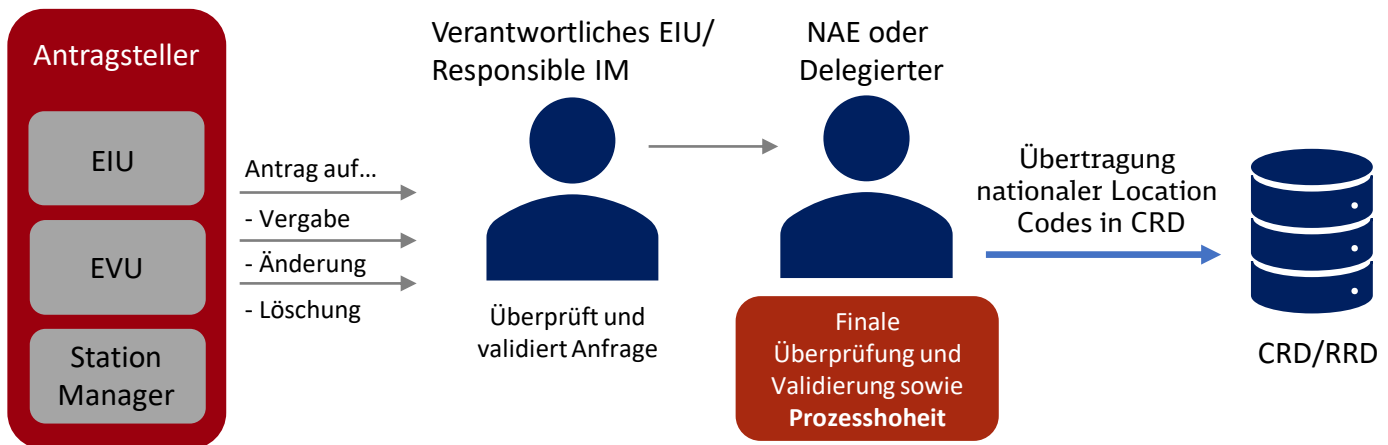 Antragsteller
EIU
EVU
Station
Manager
Antrag auf...
- Vergabe
- Änderung
- Löschung
Verantwortliches EIU/
Responsible IM
Überprüft und
validiert Anfrage
NAE oder
Delegierter
Finale
Überprüfung und
Validierung sowie
Prozesshoheit
Übertragung
nationaler Location
Codes in CRD
CRD/RRD